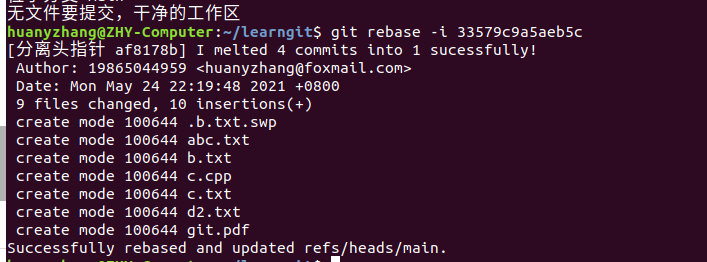 无文件要提交，干净的工作区
huanyzhang@ZHY-Computer:~/learngit$ git rebase -i 33579c9a5aeb5c
[分离头指针 af8178b] I melted 4 commits into 1 sucessfully!
 Author: 19865044959 <huanyzhang@foxmail.com>
 Date: Mon May 24 22:19:48 2021 +0800
 9 files changed, 10 insertions(+)
 create mode 100644 .b.txt.swp
 create mode 100644 abc.txt
 create mode 100644 b.txt
 create mode 100644 c.cpp
 create mode 100644 c.txt
 create mode 100644 d2.txt
 create mode 100644 git.pdf
Successfully rebased and updated refs/heads/main.